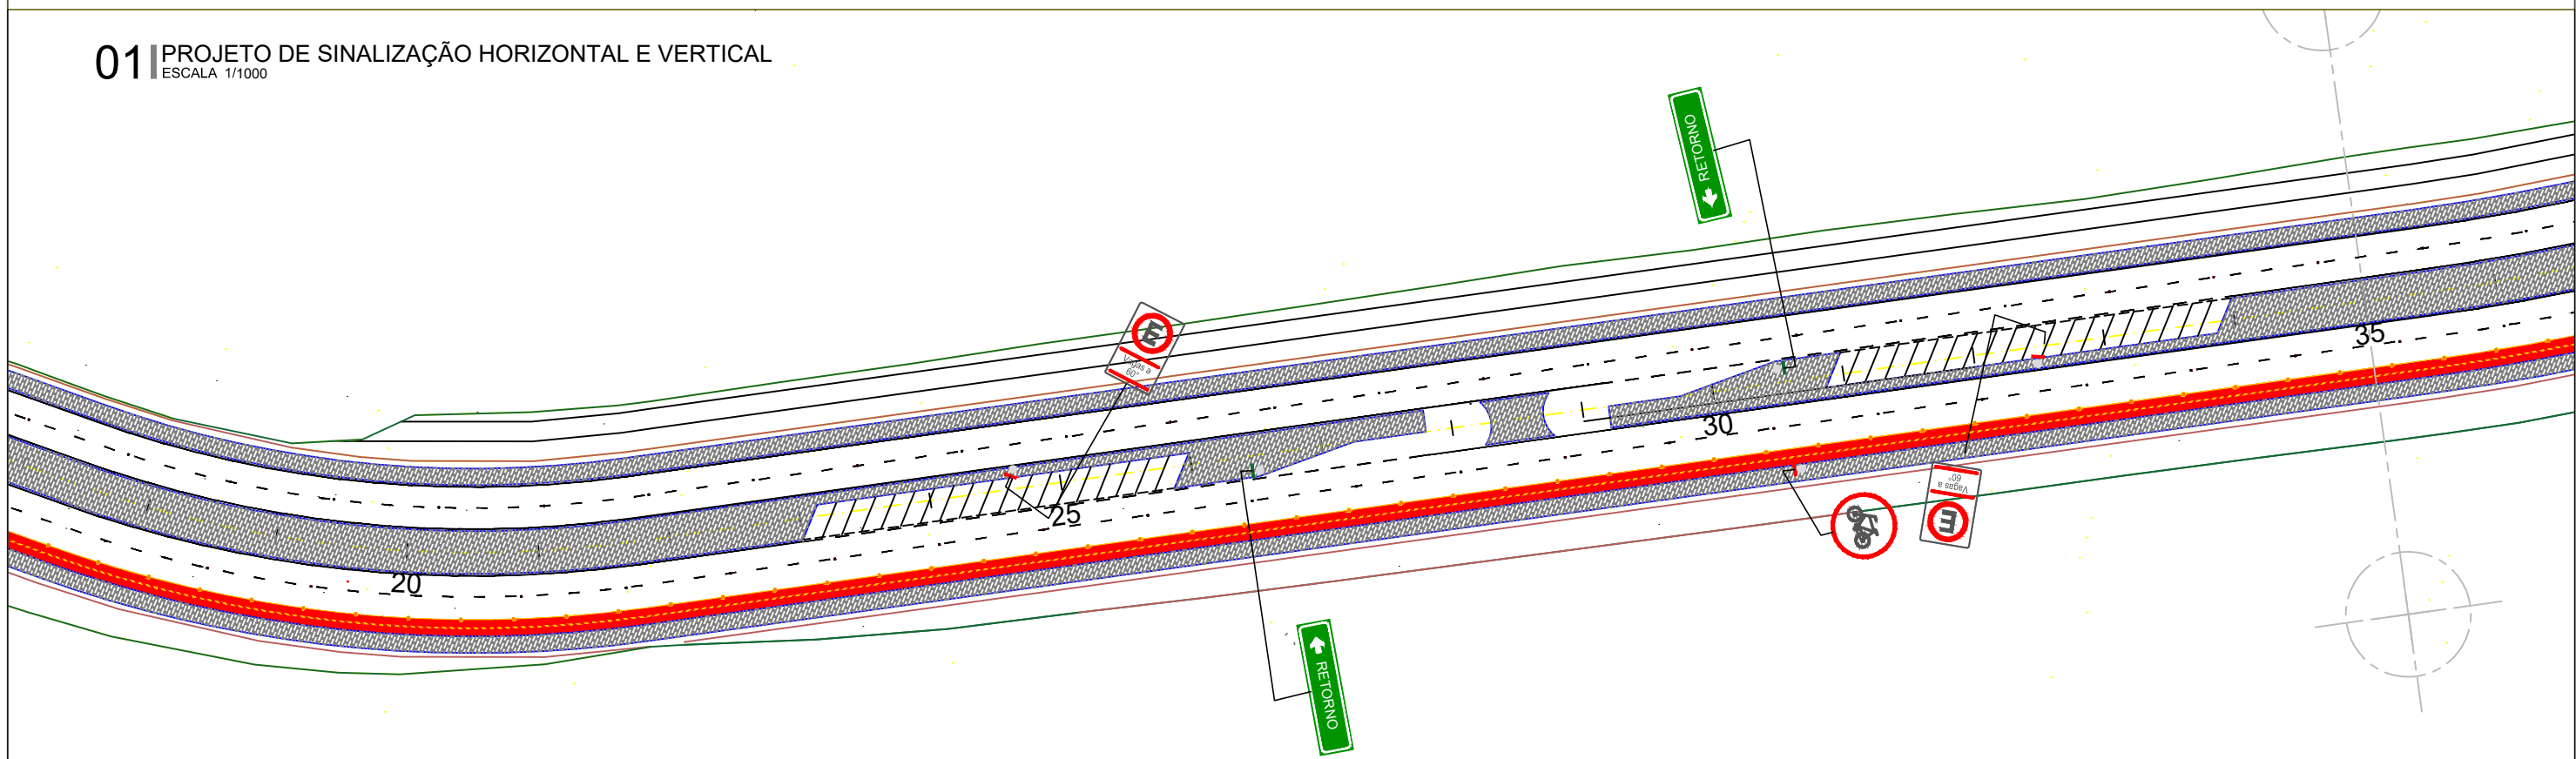 01 PROJETO DE SINALIZAÇÃO HORIZONTAL E VERTICAL
ESCALA 1/1000
RETORNO
E
Vagas a
60°
35
30
25
20
Vagas a
60°
E
RETORNO